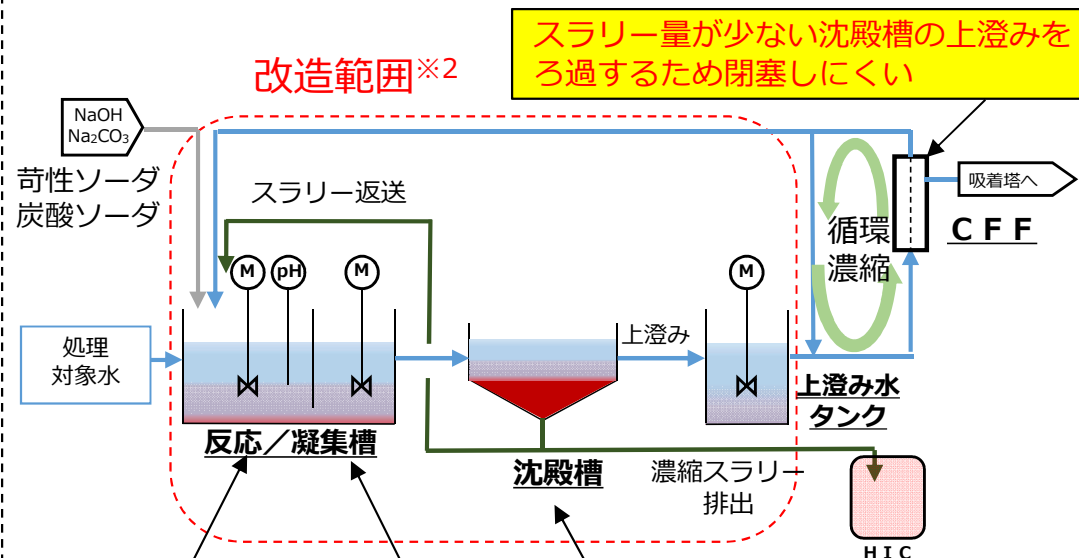 スラリー量が少ない沈殿槽の上澄みを
ろ過するため閉塞しにくい
改造範囲※2
NaOH
Na₂CO₃
苛性ソーダ
炭酸ソーダ
スラリー返送
吸着塔へ
ＣＦＦ
循環
濃縮
M
pH
M
M
処理
対象水
上澄み
上澄み水
タンク
反応／凝集槽
沈殿槽
濃縮スラリー
排出
ＨＩＣ